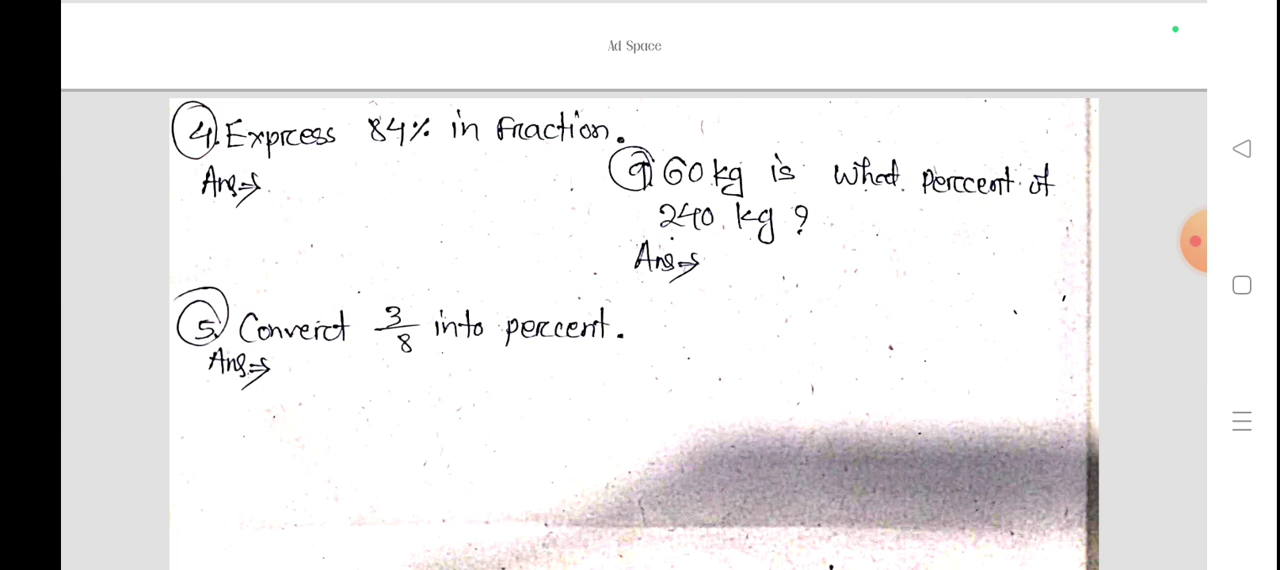 Ad Space
4. Express 84% in fraction.
Ans⇒
9. 60 kg is what percent of
240 kg ?
Ans⇒
5. Convert 3/8 into percent.
Ans⇒